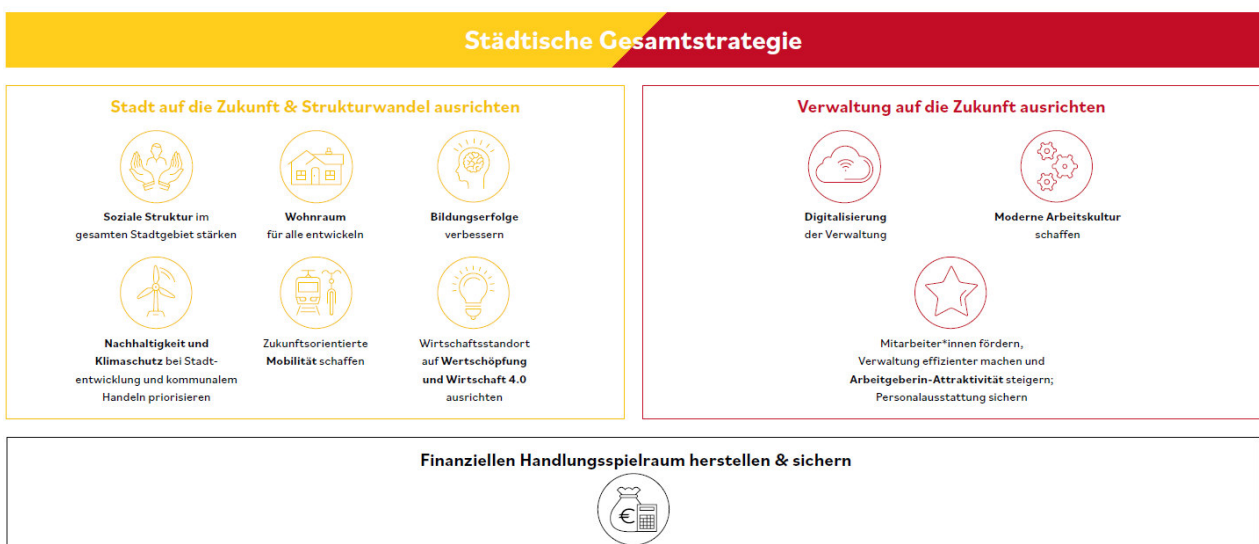 Städtische Gesamtstrategie
Stadt auf die Zukunft & Strukturwandel ausrichten
Soziale Struktur im
gesamten Stadtgebiet stärken
Wohnraum
für alle entwickeln
Bildungserfolge
verbessern
Nachhaltigkeit und
Klimaschutz bei Stadt-
entwicklung und kommunalem
Handeln priorisieren
Zukunftsorientierte
Mobilität schaffen
Wirtschaftsstandort
auf Wertschöpfung
und Wirtschaft 4.0
ausrichten
Verwaltung auf die Zukunft ausrichten
Digitalisierung
der Verwaltung
Moderne Arbeitskultur
schaffen
Mitarbeiter*innen fördern,
Verwaltung effizienter machen und
Arbeitgeberin-Attraktivität steigern;
Personalausstattung sichern
Finanziellen Handlungsspielraum herstellen & sichern
€